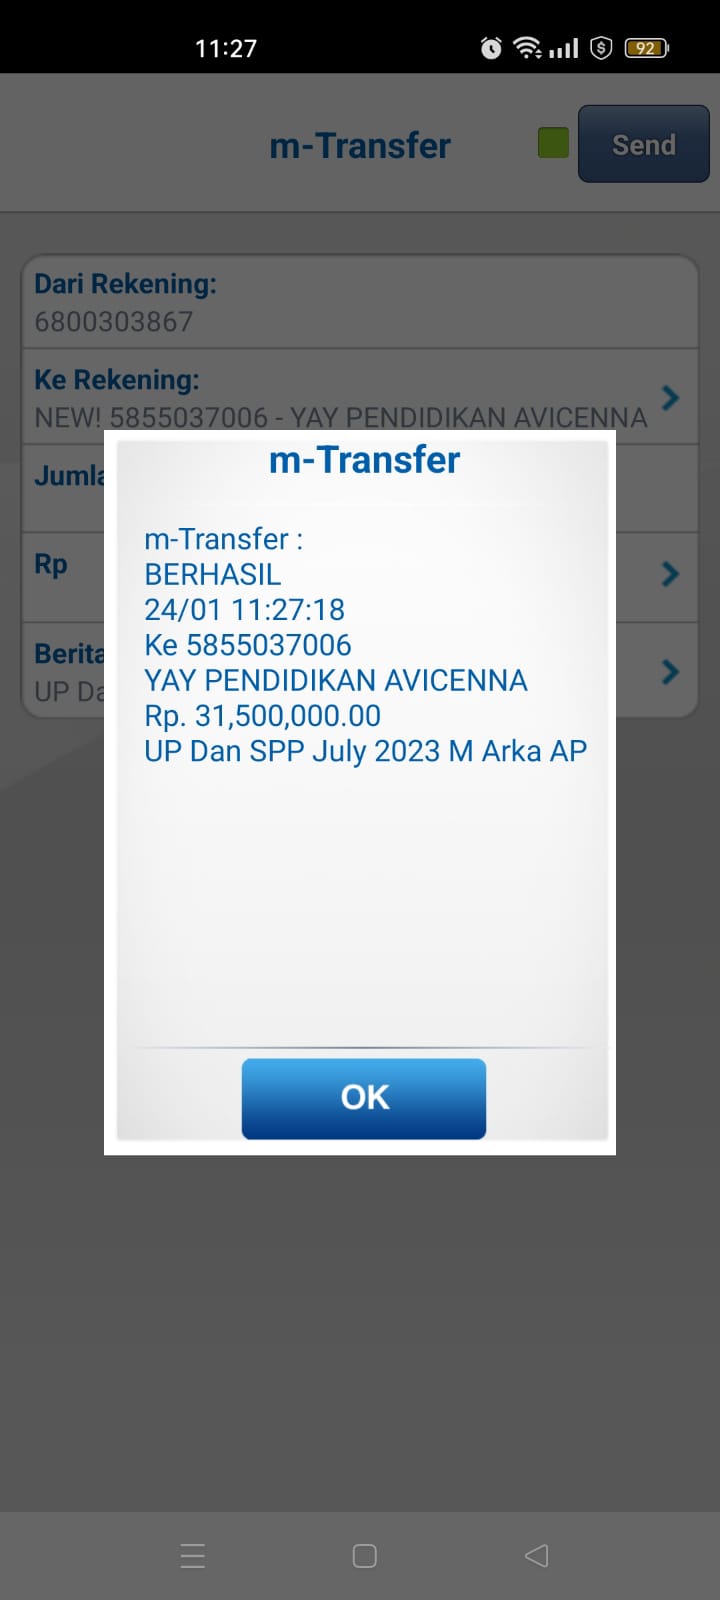 11:27
92
m-Transfer
Send
Dari Rekening:
6800303867
Ke Rekening:
NEW! 5855037006 - YAY PENDIDIKAN AVICENNA
Jumla
Rp
Berita
UP Da
m-Transfer
m-Transfer :
BERHASIL
24/01 11:27:18
Ke 5855037006
YAY PENDIDIKAN AVICENNA
Rp. 31,500,000.00
UP Dan SPP July 2023 M Arka AP
OK